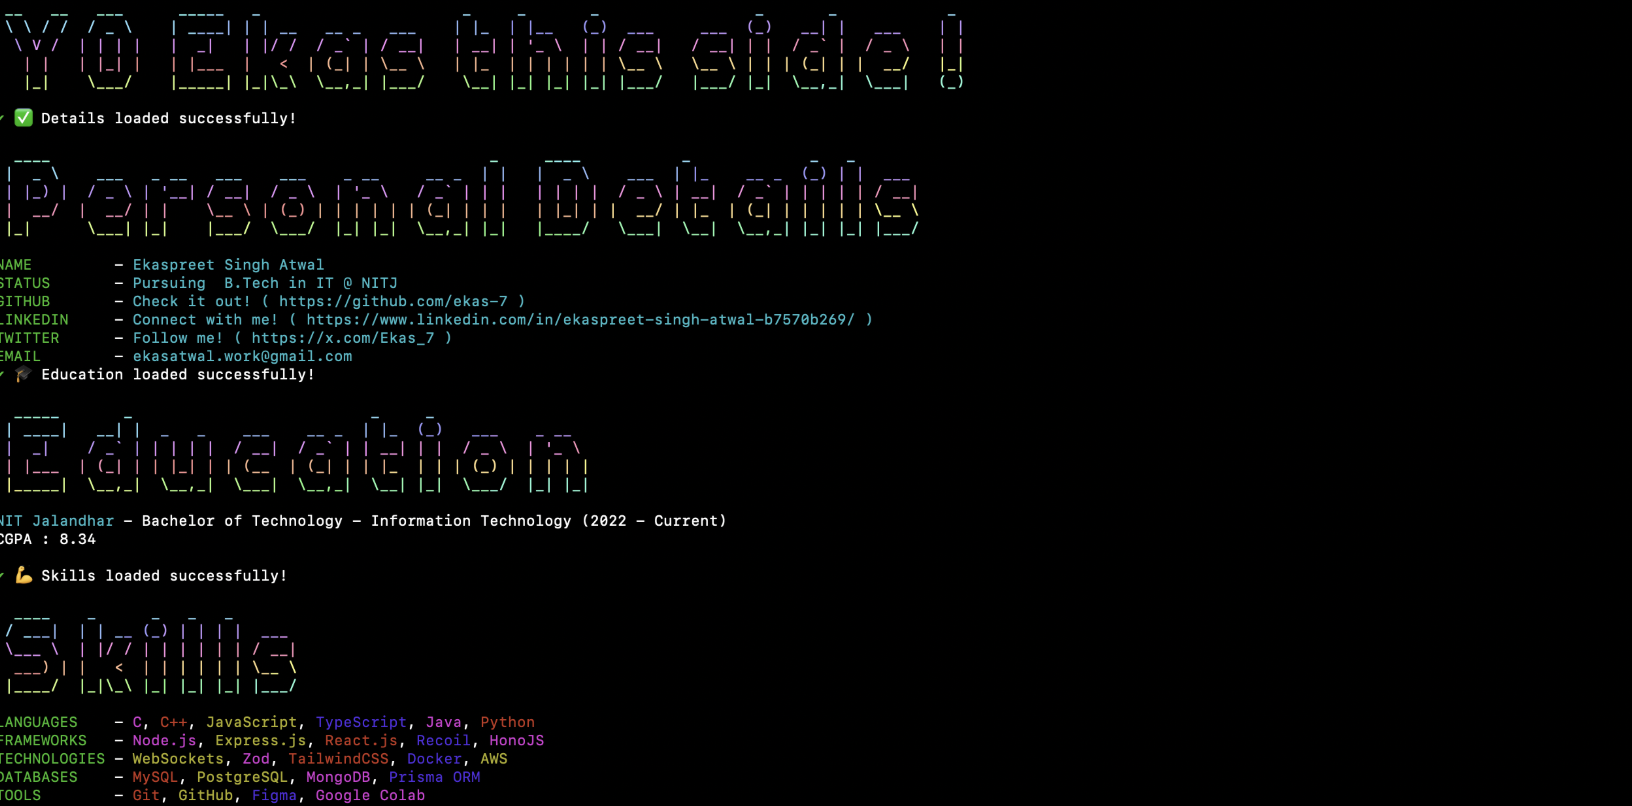 YO Ekas this side !
✔ ✅ Details loaded successfully!
Personal Details
NAME – Ekaspreet Singh Atwal
STATUS – Pursuing  B.Tech in IT @ NITJ
GITHUB – Check it out! ( https://github.com/ekas-7 )
LINKEDIN – Connect with me! ( https://www.linkedin.com/in/ekaspreet-singh-atwal-b7570b269/ )
TWITTER – Follow me! ( https://x.com/Ekas_7 )
EMAIL – ekasatwal.work@gmail.com
✔ 🎓 Education loaded successfully!
Education
NIT Jalandhar – Bachelor of Technology – Information Technology (2022 – Current)
CGPA : 8.34
✔ 💪 Skills loaded successfully!
Skills
LANGUAGES – C, C++, JavaScript, TypeScript, Java, Python
FRAMEWORKS – Node.js, Express.js, React.js, Recoil, HonoJS
TECHNOLOGIES – WebSockets, Zod, TailwindCSS, Docker, AWS
DATABASES – MySQL, PostgreSQL, MongoDB, Prisma ORM
TOOLS – Git, GitHub, Figma, Google Colab